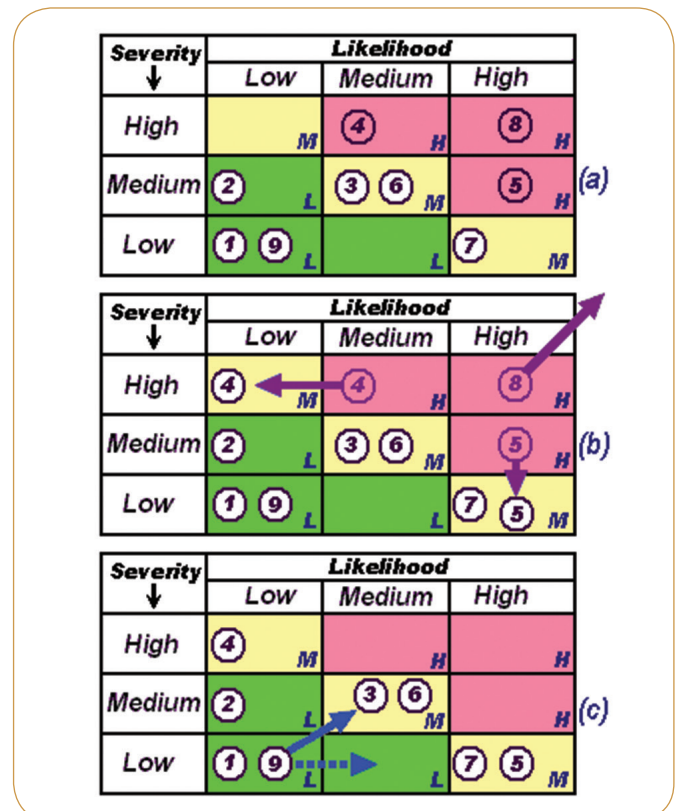 Severity ↓ Likelihood
Low Medium High
High M 4 H 8 H
Medium 2 L 3 6 M 5 H (a)
Low 1 9 L L 7 M
Severity ↓ Likelihood
Low Medium High
High 4 M 4 H 8 H
Medium 2 L 3 6 M 5 H (b)
Low 1 9 L L 7 5 M
Severity ↓ Likelihood
Low Medium High
High 4 M H H
Medium 2 L 3 6 M H (c)
Low 1 9 L L 7 5 M